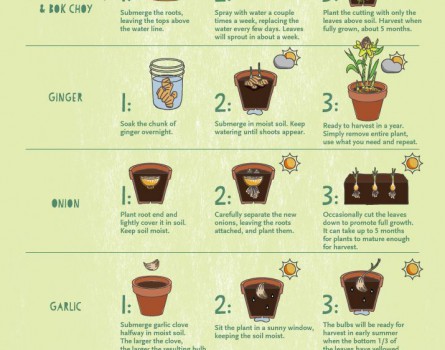 & BOK CHOY
Submerge the roots,
leaving the tops above
the water line.
Spray with water a couple
times a week, replacing the
water every few days. Leaves
will sprout in about a week.
Plant the cutting with only the
leaves above soil. Harvest when
fully grown, about 5 months.
GINGER
1:
Soak the chunk of
ginger overnight.
2:
Submerge in moist soil. Keep
watering until shoots appear.
3:
Ready to harvest in a year.
Simply remove entire plant,
use what you need and repeat.
ONION
1:
Plant root end and
lightly cover it in soil.
Keep soil moist.
2:
Carefully separate the new
onions, leaving the roots
attached, and plant them.
3:
Occasionally cut the leaves
down to promote full growth.
It can take up to 5 months
for plants to mature enough
for harvest.
GARLIC
1:
Submerge garlic clove
halfway in moist soil.
The larger the clove,
the larger the resulting bulb
2:
Sit the plant in a sunny window,
keeping the soil moist.
3:
The bulbs will be ready for
harvest in early summer
when the bottom 1/3 of
the leaves have yellowed